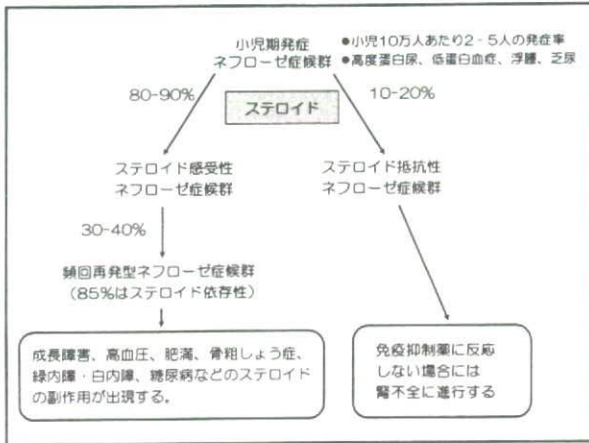 小児期発症
ネフローゼ症候群
●小児10万人あたり2-5人の発症率
●高度蛋白尿、低蛋白血症、浮腫、乏尿
80-90%
ステロイド
10-20%
ステロイド感受性
ネフローゼ症候群
ステロイド抵抗性
ネフローゼ症候群
30-40%
頻回再発型ネフローゼ症候群
(85%はステロイド依存性)
成長障害、高血圧、肥満、骨粗しょう症、
緑内障・白内障、糖尿病などのステロイド
の副作用が出現する。
免疫抑制薬に反応
しない場合には
腎不全に進行する